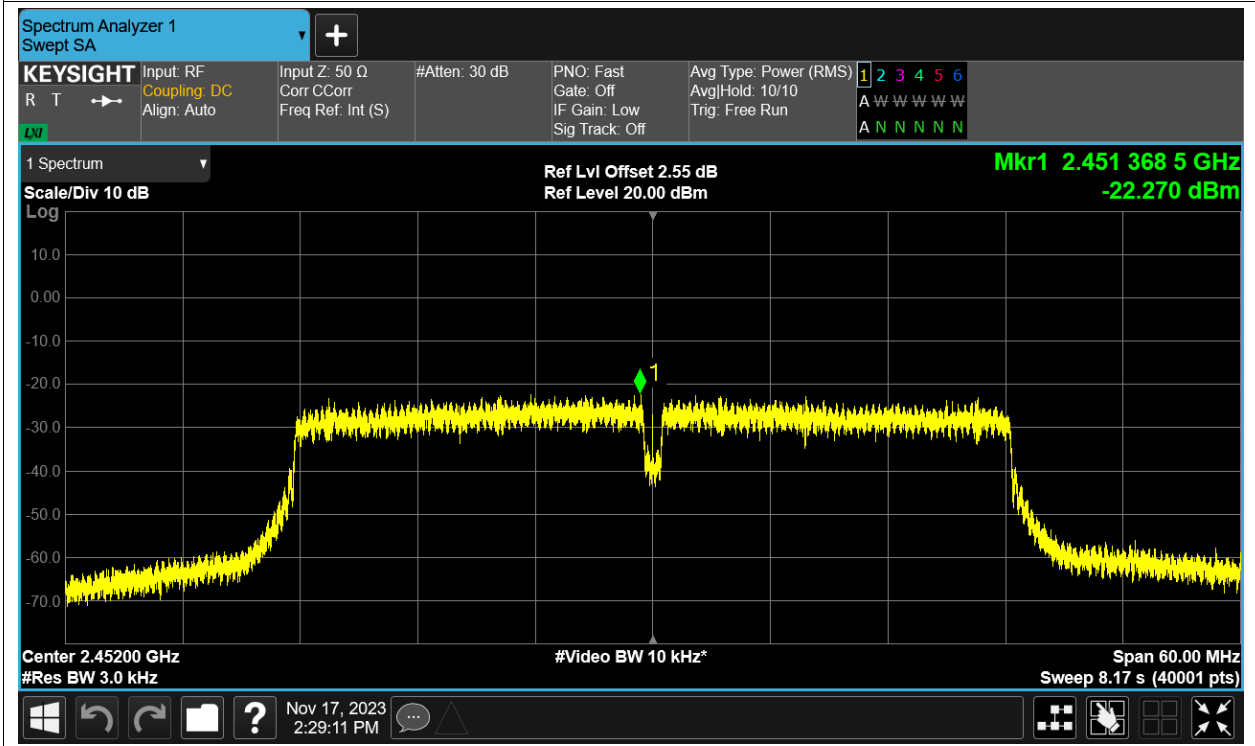 Spectrum Analyzer 1
Swept SA
+
KEYSIGHT
R T
LXI
Input: RF
Coupling: DC
Align: Auto
Input Z: 50 Ω
Corr CCorr
Freq Ref: Int (S)
#Atten: 30 dB
PNO: Fast
Gate: Off
IF Gain: Low
Sig Track: Off
Avg Type: Power (RMS)
Avg|Hold: 10/10
Trig: Free Run
1 2 3 4 5 6
A W W W W W
A N N N N N
1 Spectrum
Scale/Div 10 dB
Ref Lvl Offset 2.55 dB
Ref Level 20.00 dBm
Mkr1 2.451 368 5 GHz
-22.270 dBm
Log
10.0
0.00
-10.0
-20.0
-30.0
-40.0
-50.0
-60.0
-70.0
1
Center 2.45200 GHz
#Res BW 3.0 kHz
#Video BW 10 kHz*
Span 60.00 MHz
Sweep 8.17 s (40001 pts)
?
Nov 17, 2023
2:29:11 PM